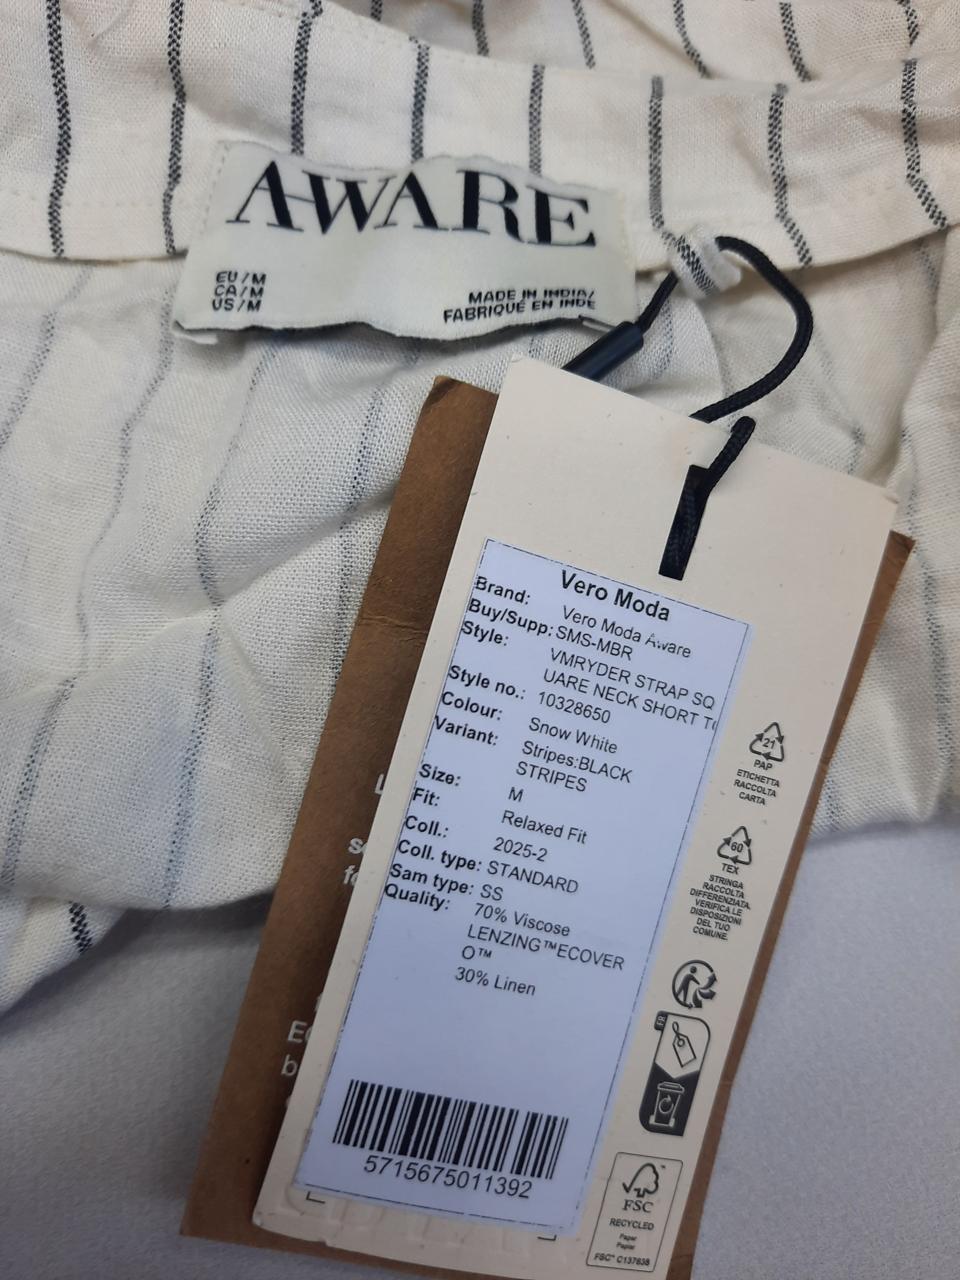 AWARE
EU/M
CA/M
US/M
MADE IN INDIA/
FABRIQUÉ EN INDE
Vero Moda
Brand: Vero Moda Aware
Buy/Supp: SMS-MBR
Style: VMRYDER STRAP SQ
UARE NECK SHORT T
Style no.: 10328650
Colour: Snow White
Variant: Stripes:BLACK
STRIPES
Size: M
Fit: Relaxed Fit
Coll.: 2025-2
Coll. type: STANDARD
Sam type: SS
Quality: 70% Viscose
LENZING™ECOVER
O™
30% Linen
5715675011392
21
PAP
ETICHETTA
RACCOLTA
CARTA
60
TEX
STRINGA
RACCOLTA
DIFFERENZIATA.
VERIFICA LE
DISPOSIZIONI
DEL TUO
COMUNE.
FR
FSC
RECYCLED
Paper
Papier
FSC® C137638